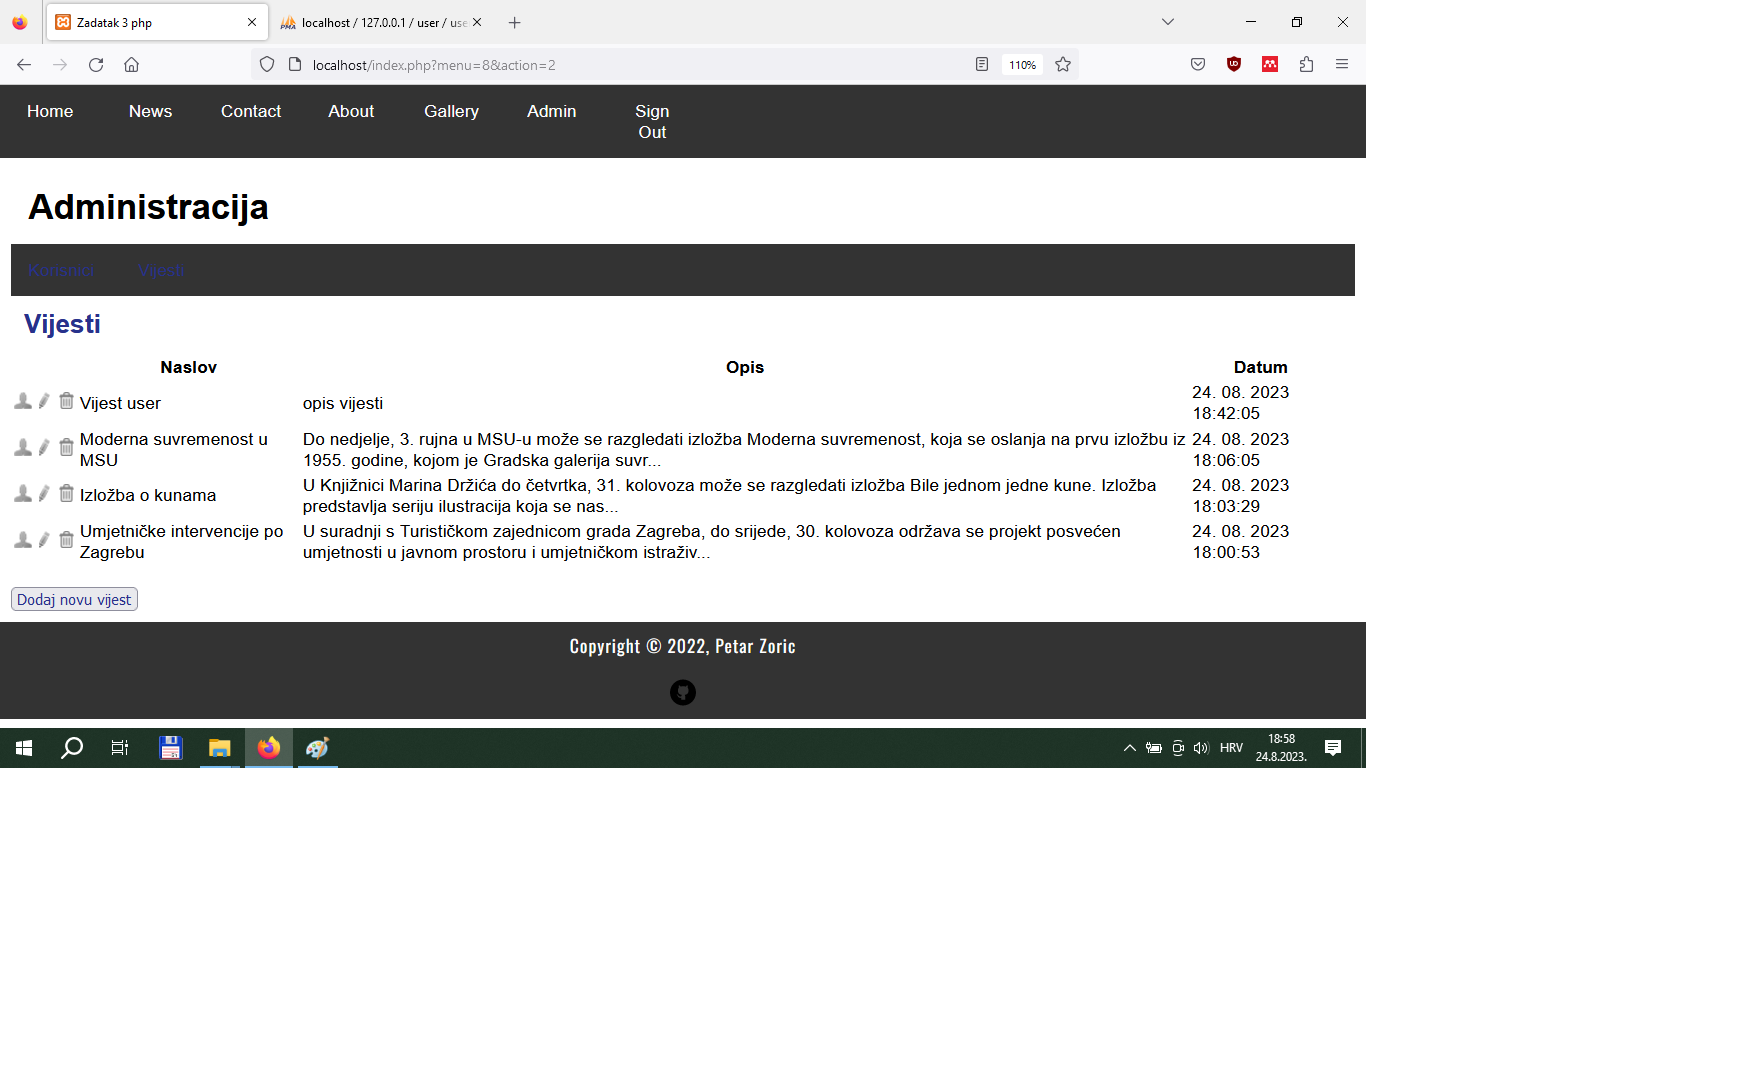 Zadatak 3 php
localhost / 127.0.0.1 / user / use
localhost/index.php?menu=8&action=2
110%
Home News Contact About Gallery Admin Sign
Out
Administracija
Korisnici Vijesti
Vijesti
Naslov Opis Datum
Vijest user opis vijesti 24. 08. 2023
18:42:05
Moderna suvremenost u Do nedjelje, 3. rujna u MSU-u može se razgledati izložba Moderna suvremenost, koja se oslanja na prvu izložbu iz 24. 08. 2023
MSU 1955. godine, kojom je Gradska galerija suvr... 18:06:05
Izložba o kunama U Knjižnici Marina Držića do četvrtka, 31. kolovoza može se razgledati izložba Bile jednom jedne kune. Izložba 24. 08. 2023
predstavlja seriju ilustracija koja se nas... 18:03:29
Umjetničke intervencije po U suradnji s Turističkom zajednicom grada Zagreba, do srijede, 30. kolovoza održava se projekt posvećen 24. 08. 2023
Zagrebu umjetnosti u javnom prostoru i umjetničkom istraživ... 18:00:53
Dodaj novu vijest
Copyright © 2022, Petar Zoric
HRV
18:58
24.8.2023.